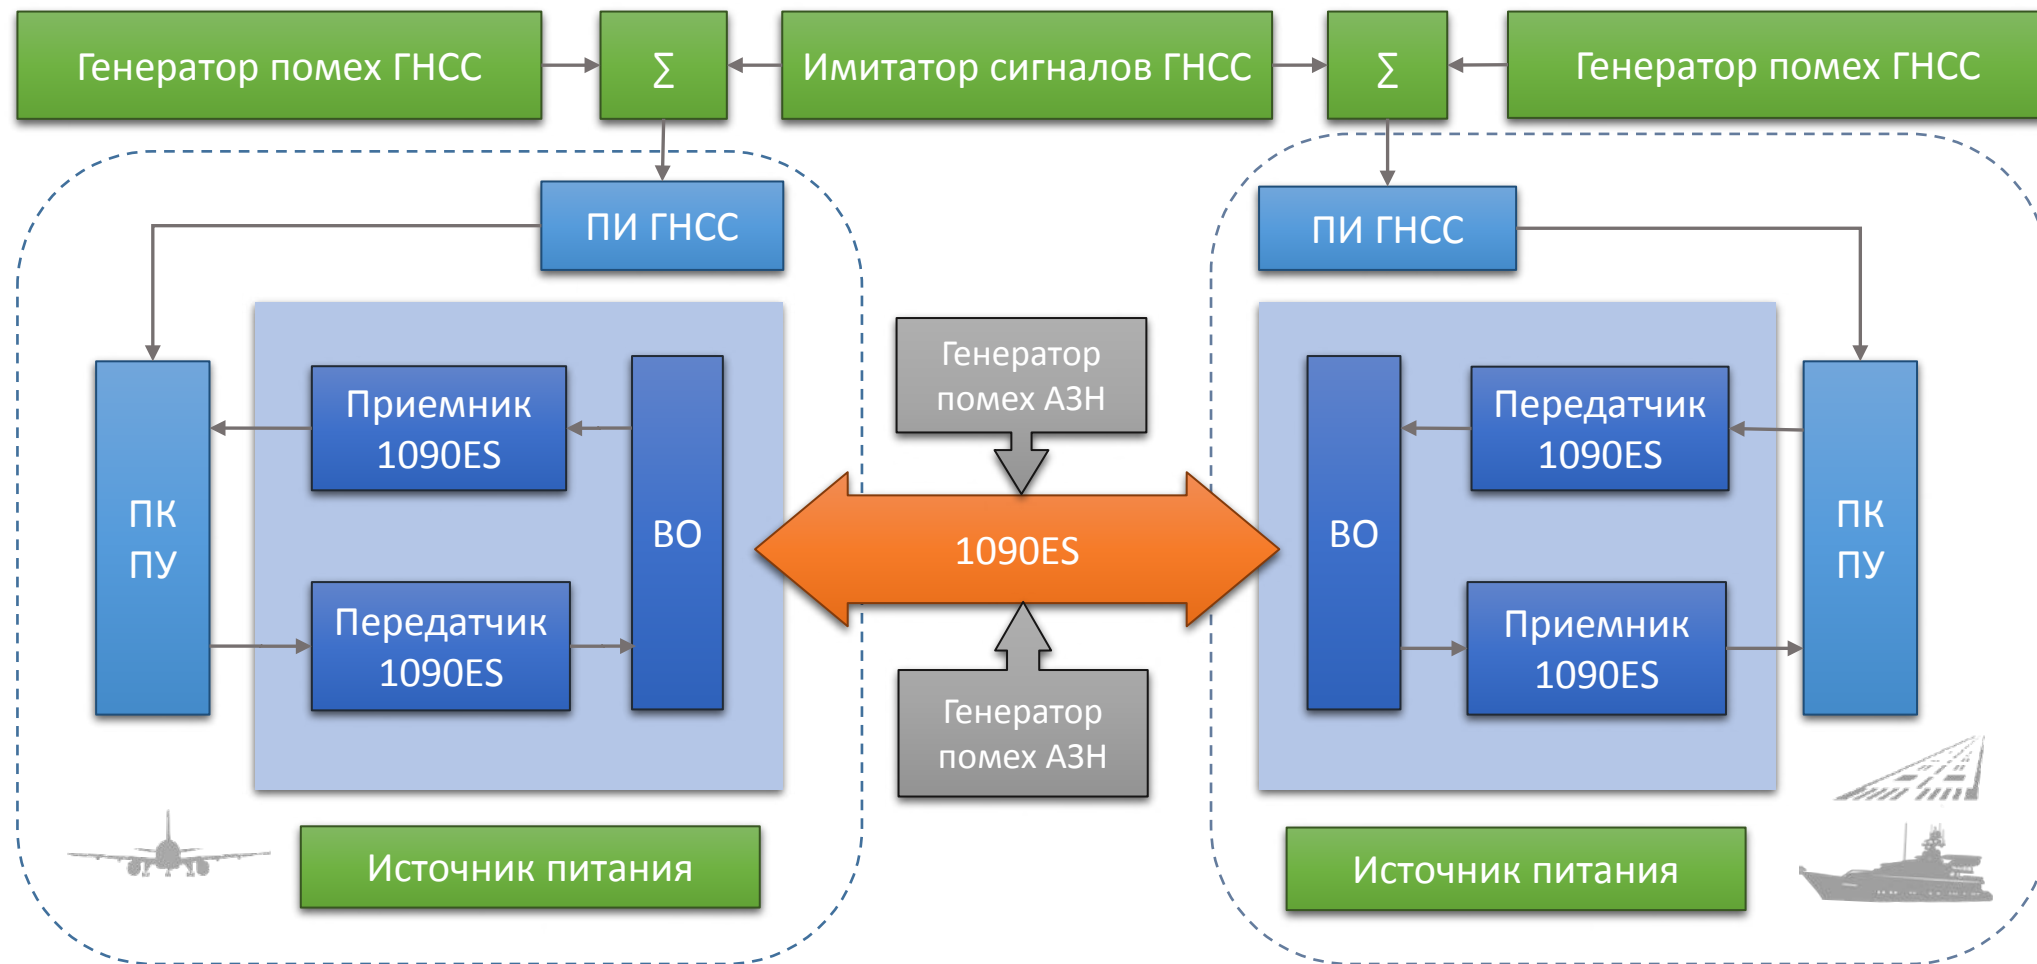 Генератор помех ГНСС
Σ
Имитатор сигналов ГНСС
Σ
Генератор помех ГНСС
ПИ ГНСС
ПИ ГНСС
ПК
ПУ
Приемник
1090ES
Передатчик
1090ES
ВО
Генератор
помех АЗН
1090ES
Генератор
помех АЗН
ВО
Передатчик
1090ES
Приемник
1090ES
ПК
ПУ
Источник питания
Источник питания